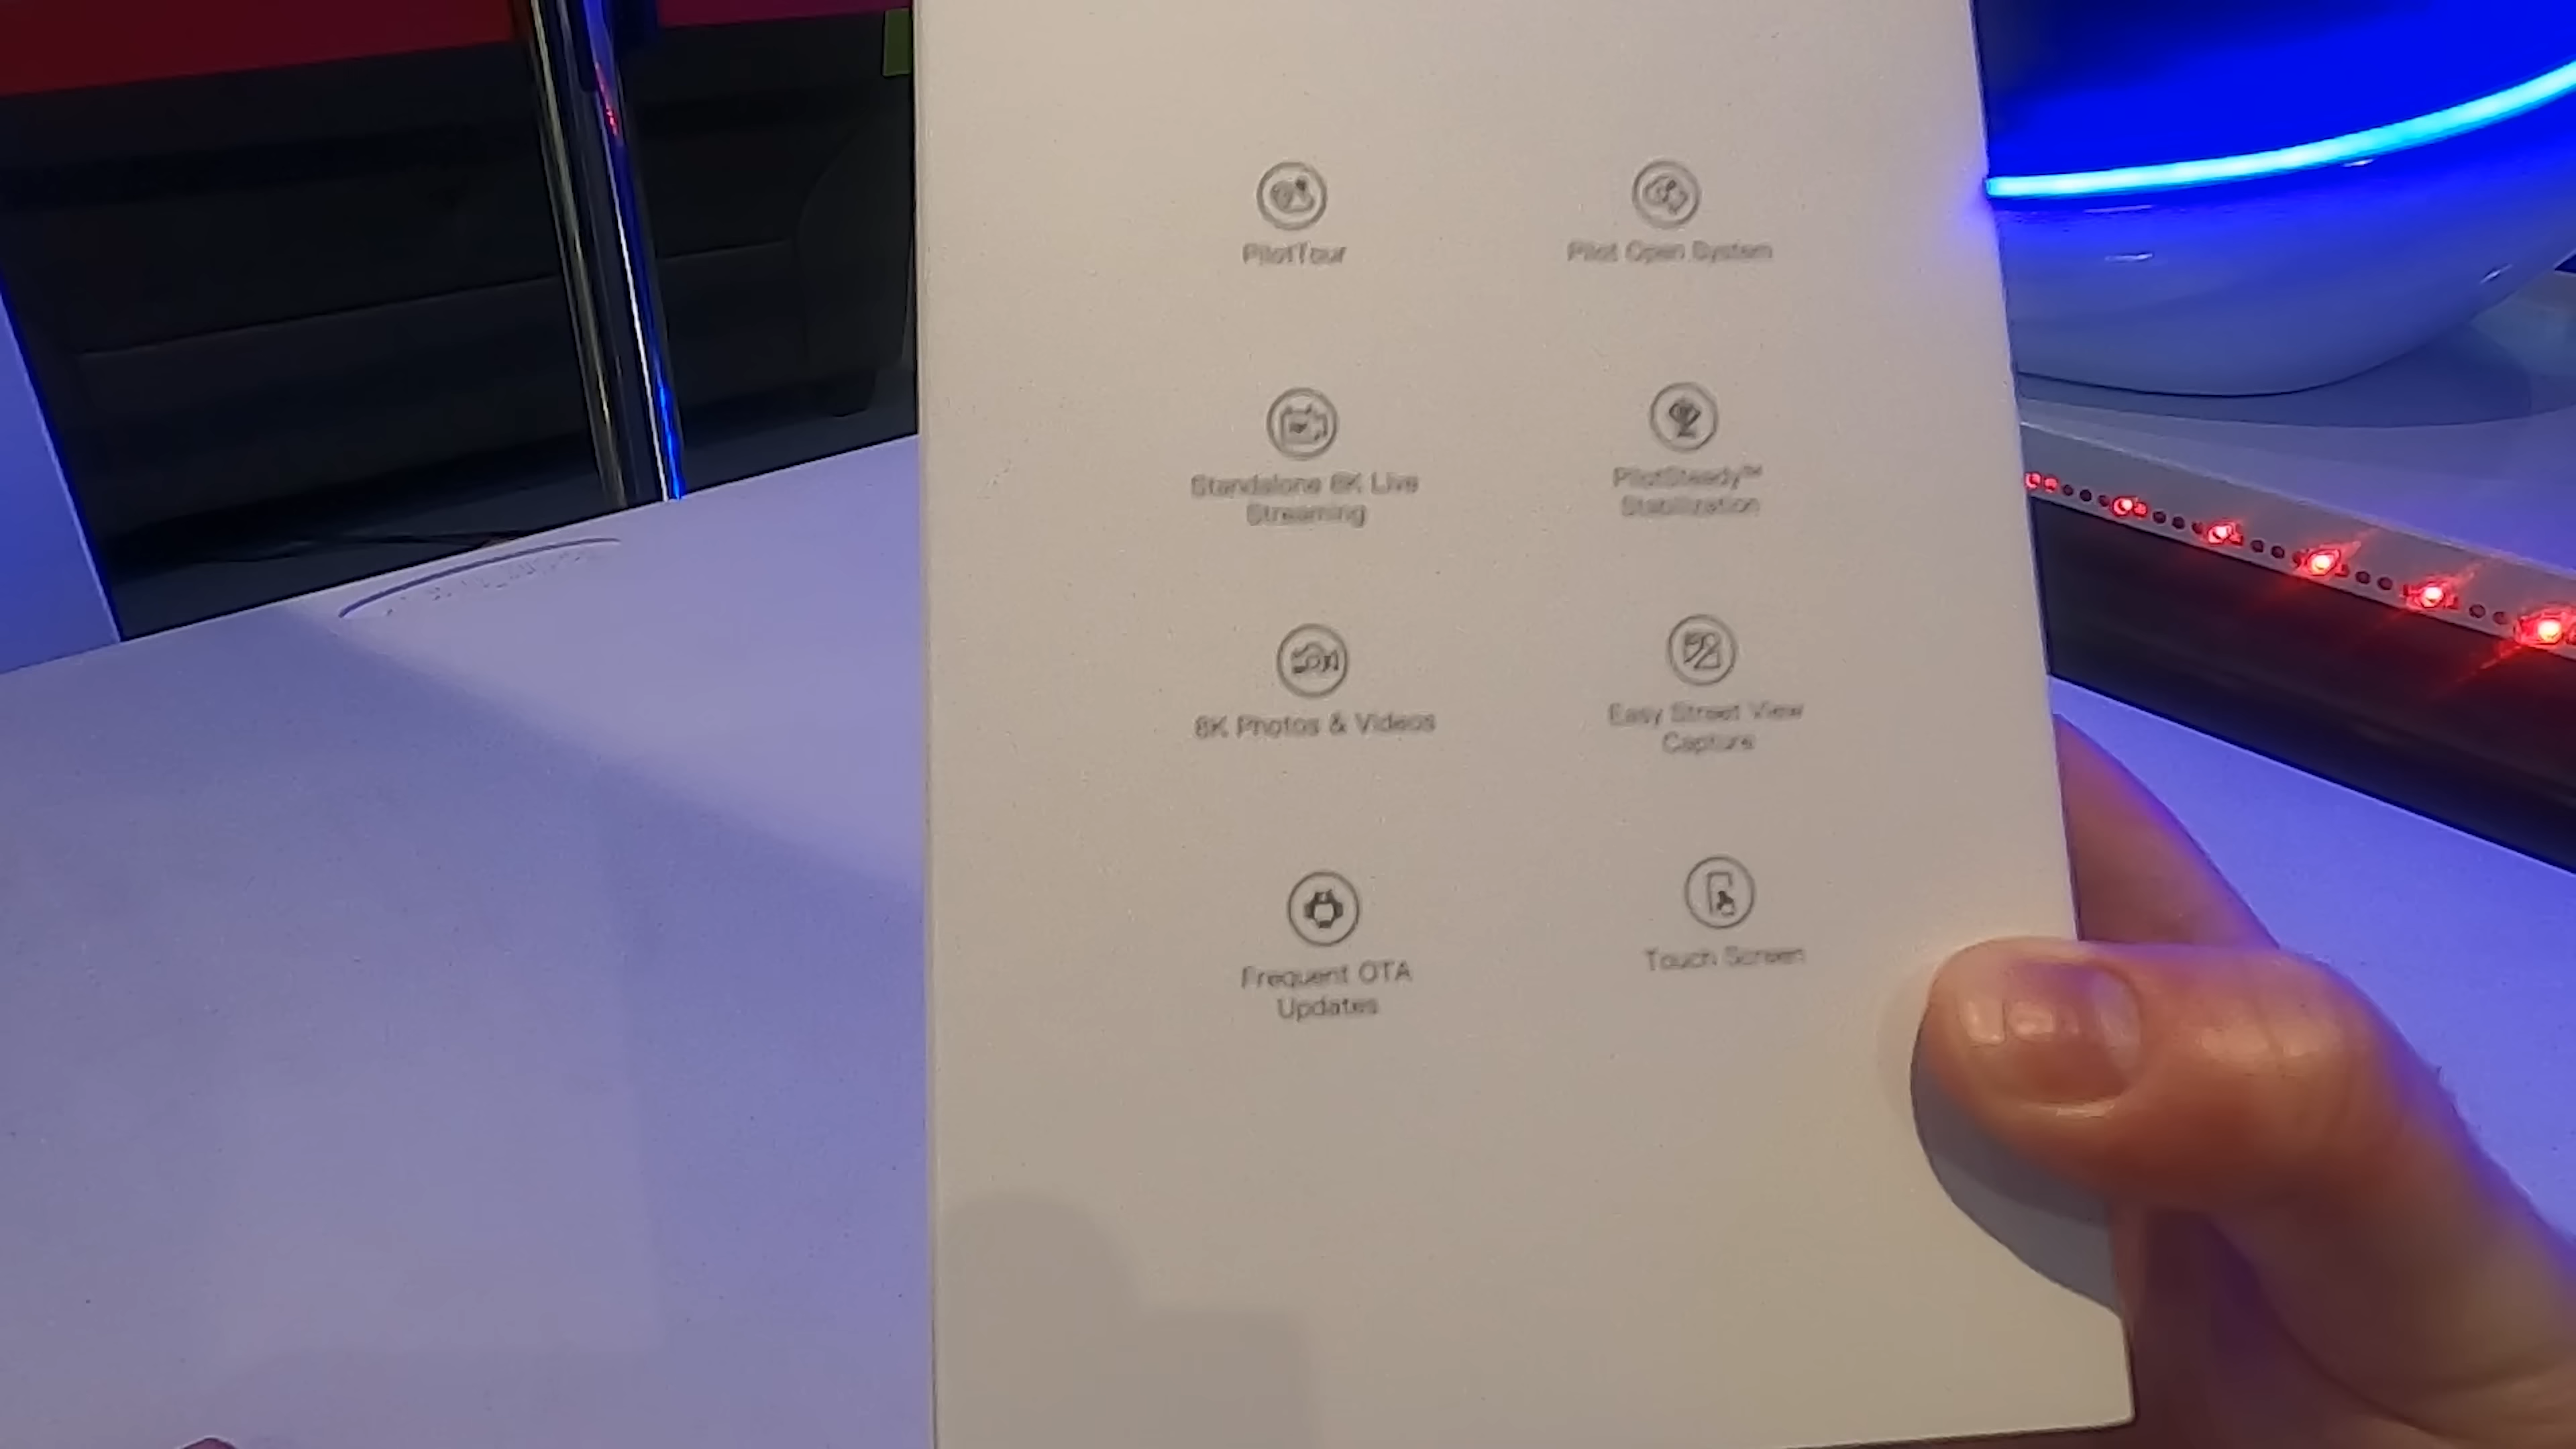 PilotTour
Pilot Open System
Standalone 8K Live
Streaming
PilotSteady™
Stabilization
8K Photos & Videos
Easy Street View
Capture
Frequent OTA
Updates
Touch Screen